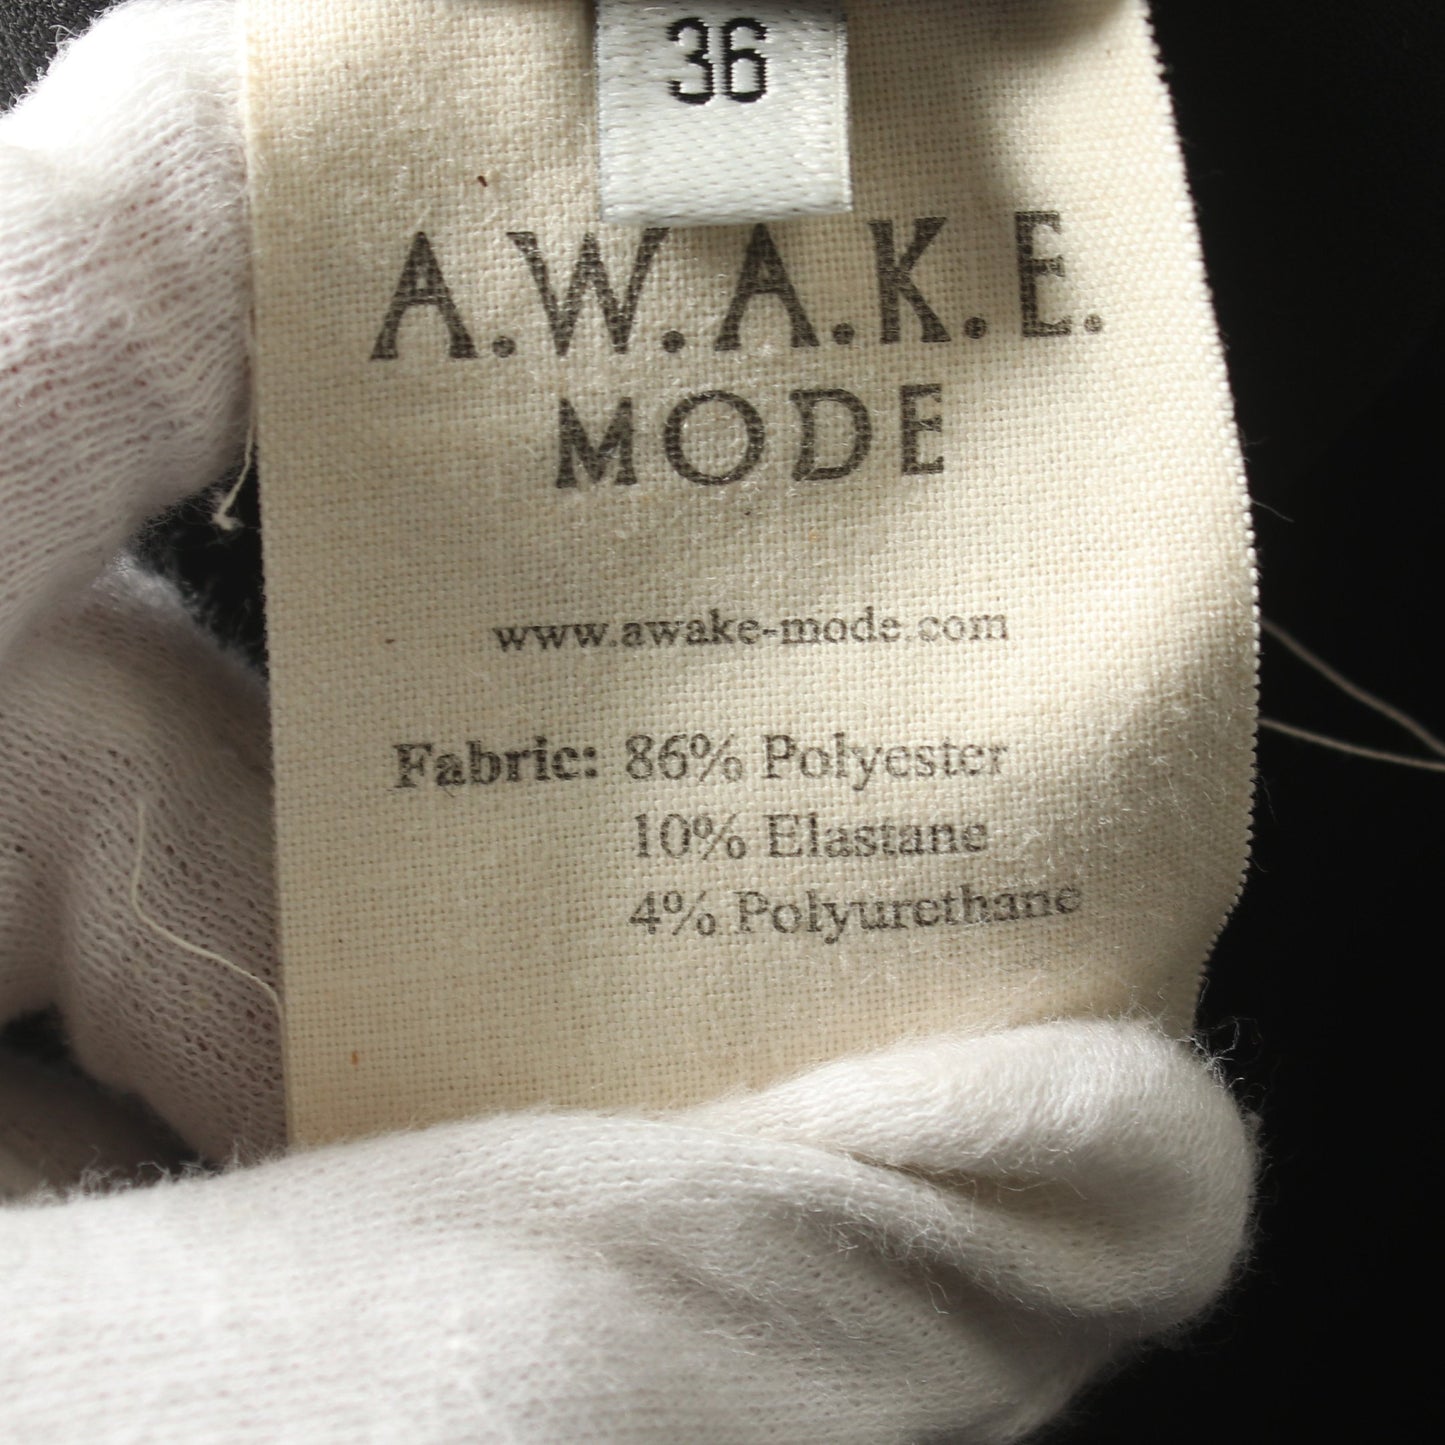 36
A.W.A.K.E.
MODE
www.awake-mode.com
Fabric: 86% Polyester
10% Elastane
4% Polyurethane